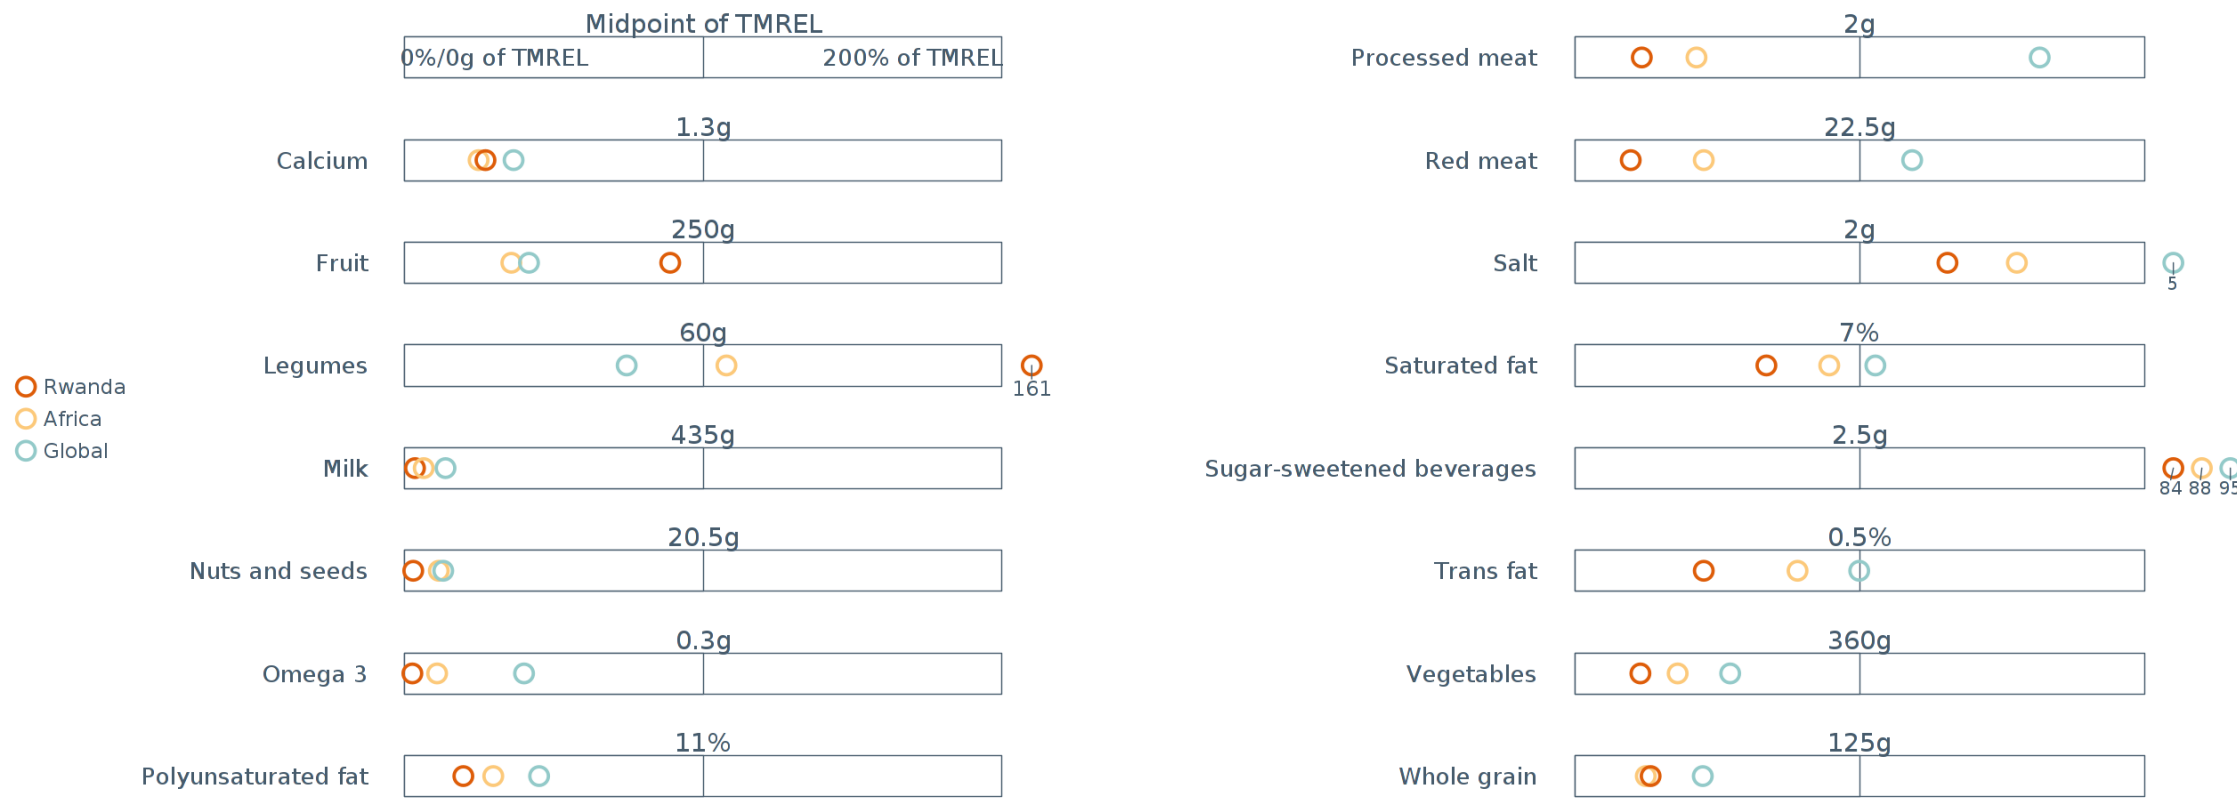 Midpoint of TMREL
0%/0g of TMREL 200% of TMREL
1.3g
Calcium
250g
Fruit
60g
Legumes
161
435g
Milk
20.5g
Nuts and seeds
0.3g
Omega 3
11%
Polyunsaturated fat
Rwanda
Africa
Global
2g
Processed meat
22.5g
Red meat
2g
Salt
5
7%
Saturated fat
2.5g
Sugar-sweetened beverages
84 88 95
0.5%
Trans fat
360g
Vegetables
125g
Whole grain